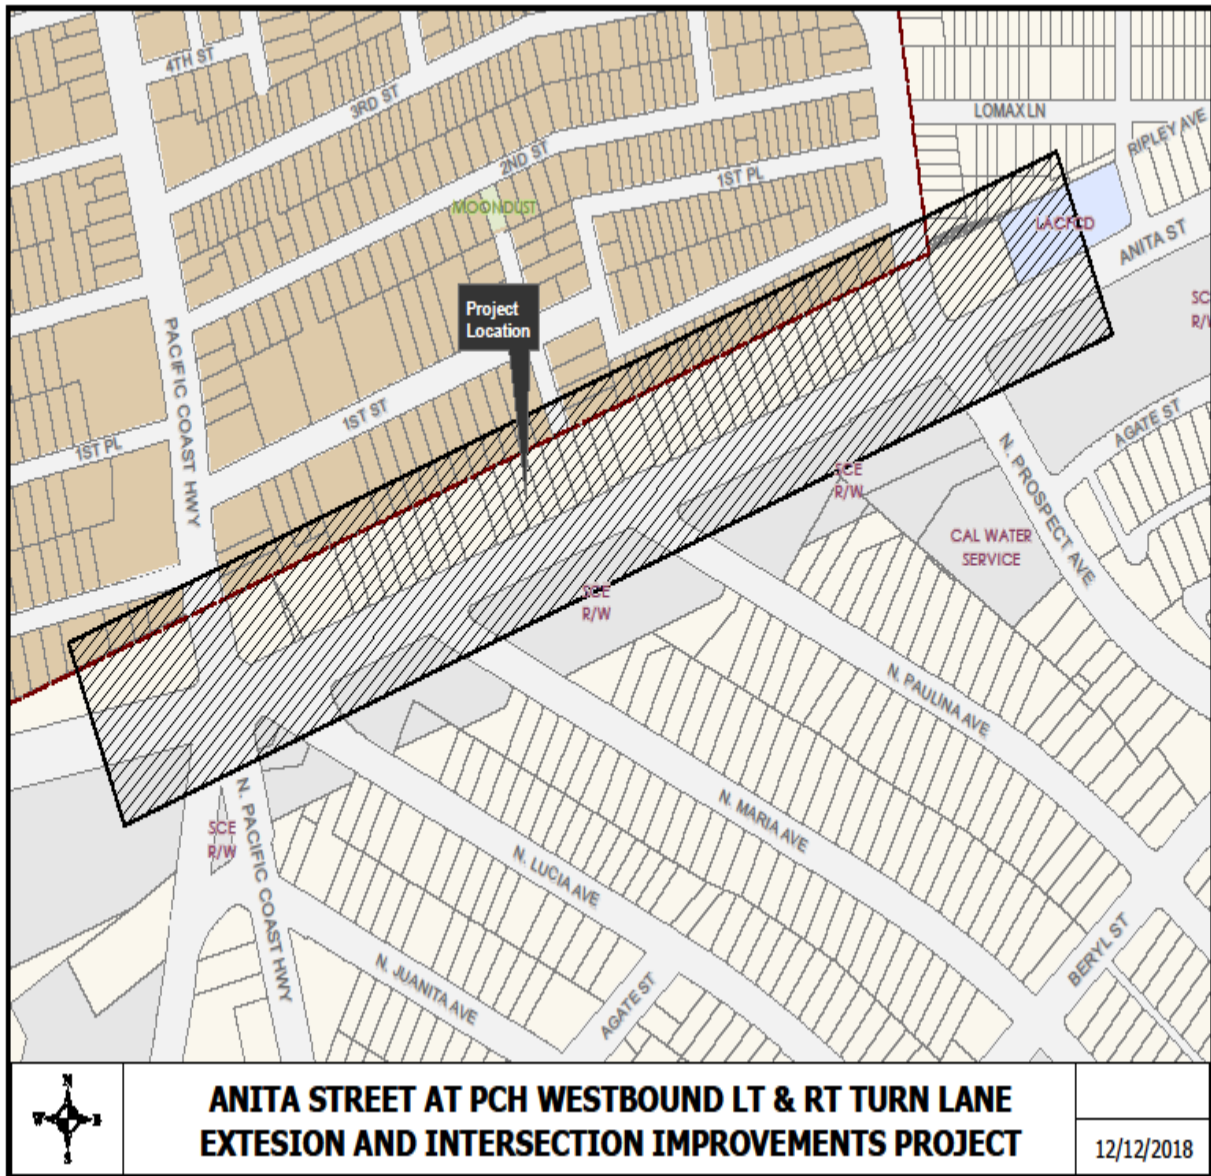 4TH ST
3RD ST
LOMAX LN
RIPLEY AVE
2ND ST
1ST PL
MOONDUST
LACFCD
ANITA ST
Project
Location
SC
R/W
PACIFIC COAST HWY
1ST ST
AGATE ST
1ST PL
SCE
R/W
N. PROSPECT AVE
CAL WATER
SERVICE
SCE
R/W
N. PAULINA AVE
N. MARIA AVE
SCE
R/W
N. PACIFIC COAST HWY
N. LUCIA AVE
BERYL ST
N. JUANITA AVE
AGATE ST
N
W E
S
ANITA STREET AT PCH WESTBOUND LT & RT TURN LANE
EXTESION AND INTERSECTION IMPROVEMENTS PROJECT
12/12/2018